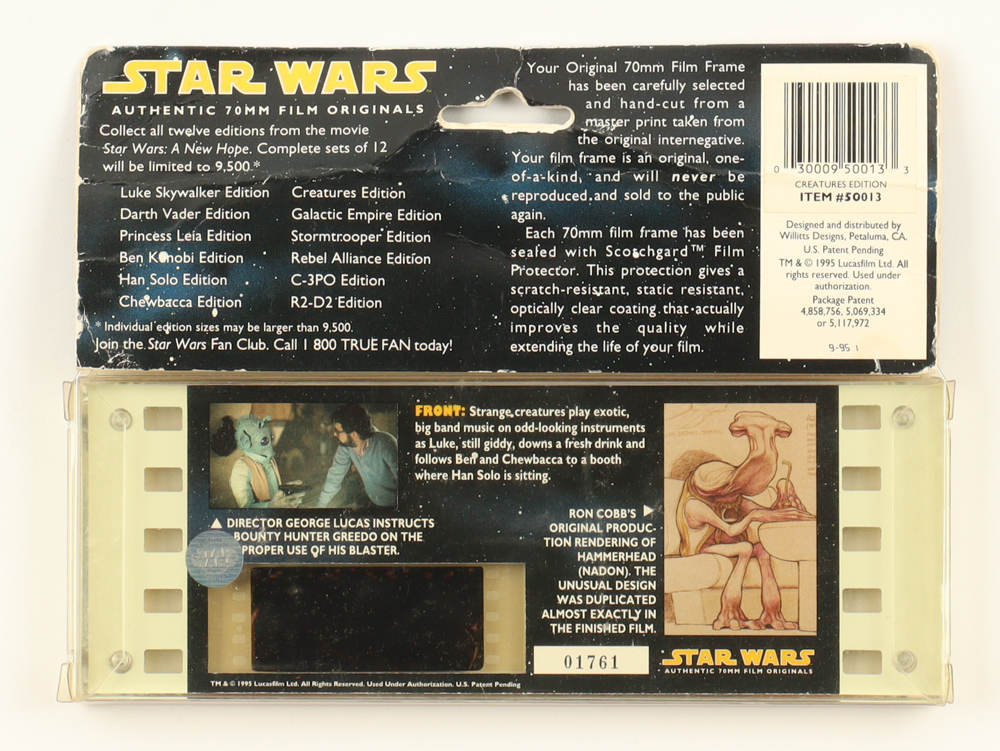 STAR WARS
AUTHENTIC 70MM FILM ORIGINALS
Collect all twelve editions from the movie
Star Wars: A New Hope. Complete sets of 12
will be limited to 9,500*
Luke Skywalker Edition
Darth Vader Edition
Princess Leia Edition
Ben Kenobi Edition
Han Solo Edition
Chewbacca Edition
Creatures Edition
Galactic Empire Edition
Stormtrooper Edition
Rebel Alliance Edition
C-3PO Edition
R2-D2 Edition
* Individual edition sizes may be larger than 9,500.
Join the Star Wars Fan Club. Call 1 800 TRUE FAN today!
Your Original 70mm Film Frame
has been carefully selected
and hand-cut from a
master print taken from
the original internegative.
Your film frame is an original, one-
of-a-kind, and will never be
reproduced and sold to the public
again.
Each 70mm film frame has been
sealed with Scotchgard™ Film
Protector. This protection gives a
scratch-resistant, static resistant,
optically clear coating that actually
improves the quality while
extending the life of your film.
0 30009 50013 3
CREATURES EDITION
ITEM #50013
Designed and distributed by
Willitts Designs, Petaluma, CA.
U.S. Patent Pending
TM & © 1995 Lucasfilm Ltd. All
rights reserved. Used under
authorization.
Package Patent
4,858,756, 5,069,334
or 5,117,972
9-95 1
FRONT: Strange creatures play exotic,
big band music on odd-looking instruments
as Luke, still giddy, downs a fresh drink and
follows Ben and Chewbacca to a booth
where Han Solo is sitting.
▲ DIRECTOR GEORGE LUCAS INSTRUCTS
BOUNTY HUNTER GREEDO ON THE
PROPER USE OF HIS BLASTER.
STAR WARS
RON COBB'S ▶
ORIGINAL PRODUC-
TION RENDERING OF
HAMMERHEAD
(NADON). THE
UNUSUAL DESIGN
WAS DUPLICATED
ALMOST EXACTLY IN
THE FINISHED FILM.
01761
STAR WARS
AUTHENTIC 70MM FILM ORIGINALS
TM & © 1995 Lucasfilm Ltd. All Rights Reserved. Used Under Authorization. U.S. Patent Pending